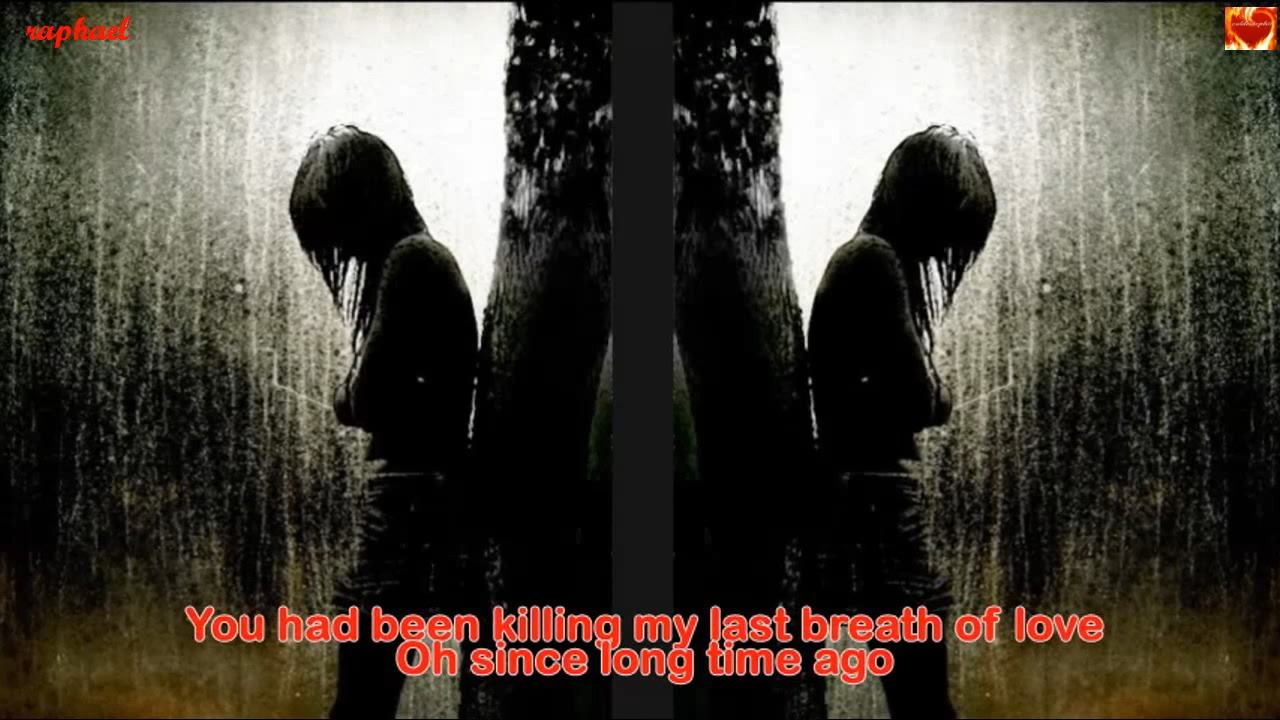 raphael
You had been killing my last breath of love
Oh since long time ago